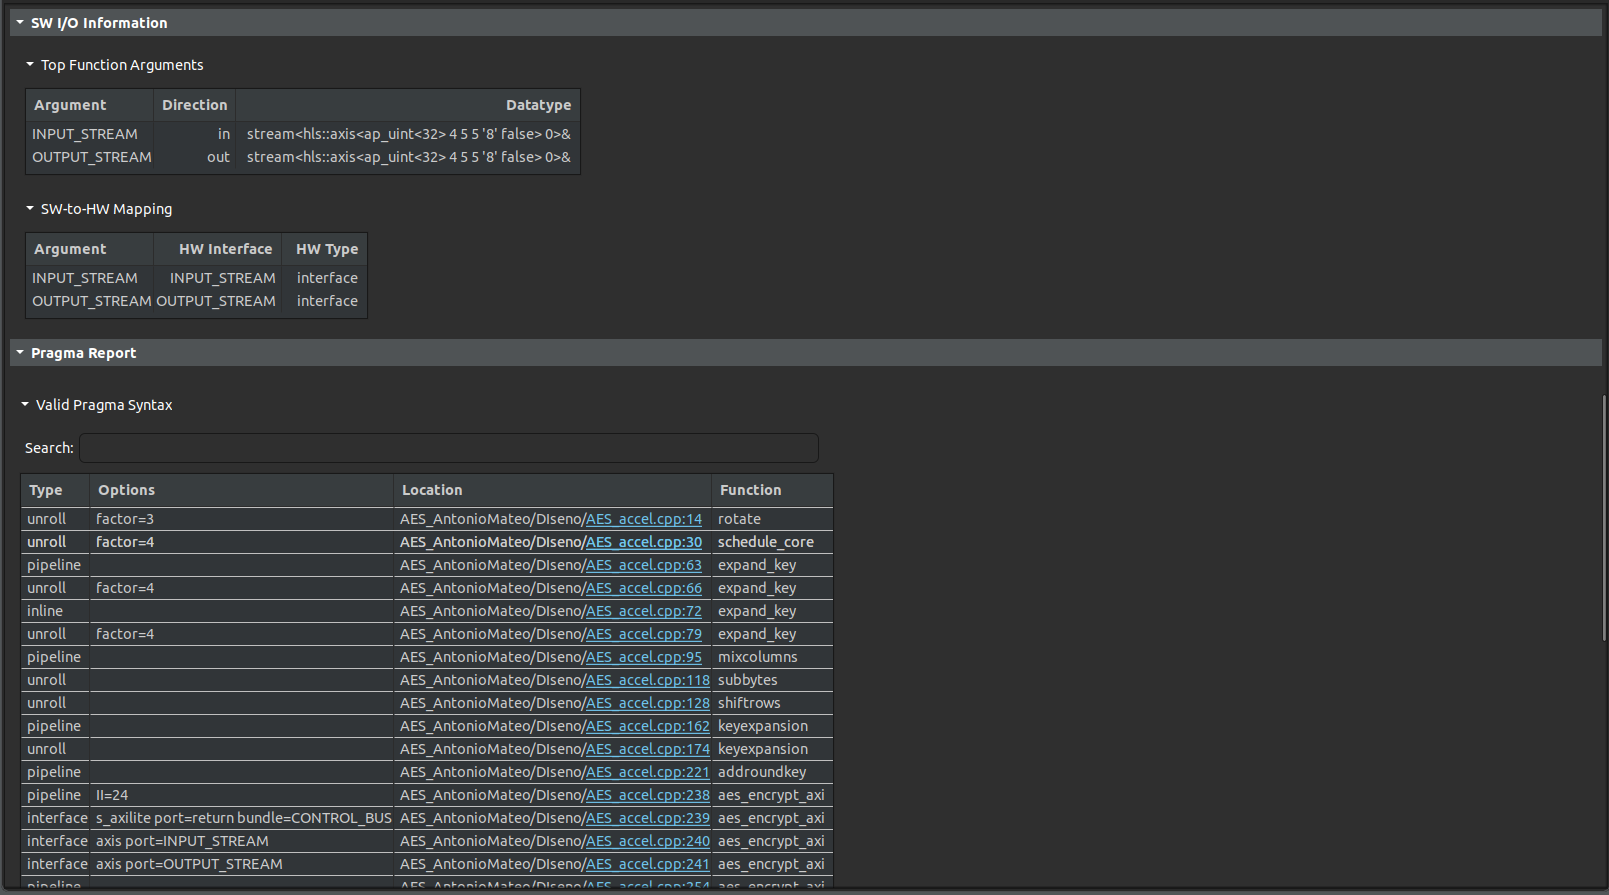 SW I/O Information
Top Function Arguments
Argument Direction Datatype
INPUT_STREAM in stream<hls::axis<ap_uint<32> 4 5 5 '8' false> 0>&
OUTPUT_STREAM out stream<hls::axis<ap_uint<32> 4 5 5 '8' false> 0>&
SW-to-HW Mapping
Argument HW Interface HW Type
INPUT_STREAM INPUT_STREAM interface
OUTPUT_STREAM OUTPUT_STREAM interface
Pragma Report
Valid Pragma Syntax
Search:
Type Options Location Function
unroll factor=3 AES_AntonioMateo/DIseno/AES_accel.cpp:14 rotate
unroll factor=4 AES_AntonioMateo/DIseno/AES_accel.cpp:30 schedule_core
pipeline AES_AntonioMateo/DIseno/AES_accel.cpp:63 expand_key
unroll factor=4 AES_AntonioMateo/DIseno/AES_accel.cpp:66 expand_key
inline AES_AntonioMateo/DIseno/AES_accel.cpp:72 expand_key
unroll factor=4 AES_AntonioMateo/DIseno/AES_accel.cpp:79 expand_key
pipeline AES_AntonioMateo/DIseno/AES_accel.cpp:95 mixcolumns
unroll AES_AntonioMateo/DIseno/AES_accel.cpp:118 subbytes
unroll AES_AntonioMateo/DIseno/AES_accel.cpp:128 shiftrows
pipeline AES_AntonioMateo/DIseno/AES_accel.cpp:162 keyexpansion
unroll AES_AntonioMateo/DIseno/AES_accel.cpp:174 keyexpansion
pipeline AES_AntonioMateo/DIseno/AES_accel.cpp:221 addroundkey
pipeline II=24 AES_AntonioMateo/DIseno/AES_accel.cpp:238 aes_encrypt_axi
interface s_axilite port=return bundle=CONTROL_BUS AES_AntonioMateo/DIseno/AES_accel.cpp:239 aes_encrypt_axi
interface axis port=INPUT_STREAM AES_AntonioMateo/DIseno/AES_accel.cpp:240 aes_encrypt_axi
interface axis port=OUTPUT_STREAM AES_AntonioMateo/DIseno/AES_accel.cpp:241 aes_encrypt_axi
pipeline AES_AntonioMateo/DIseno/AES_accel.cpp:254 aes_encrypt_axi